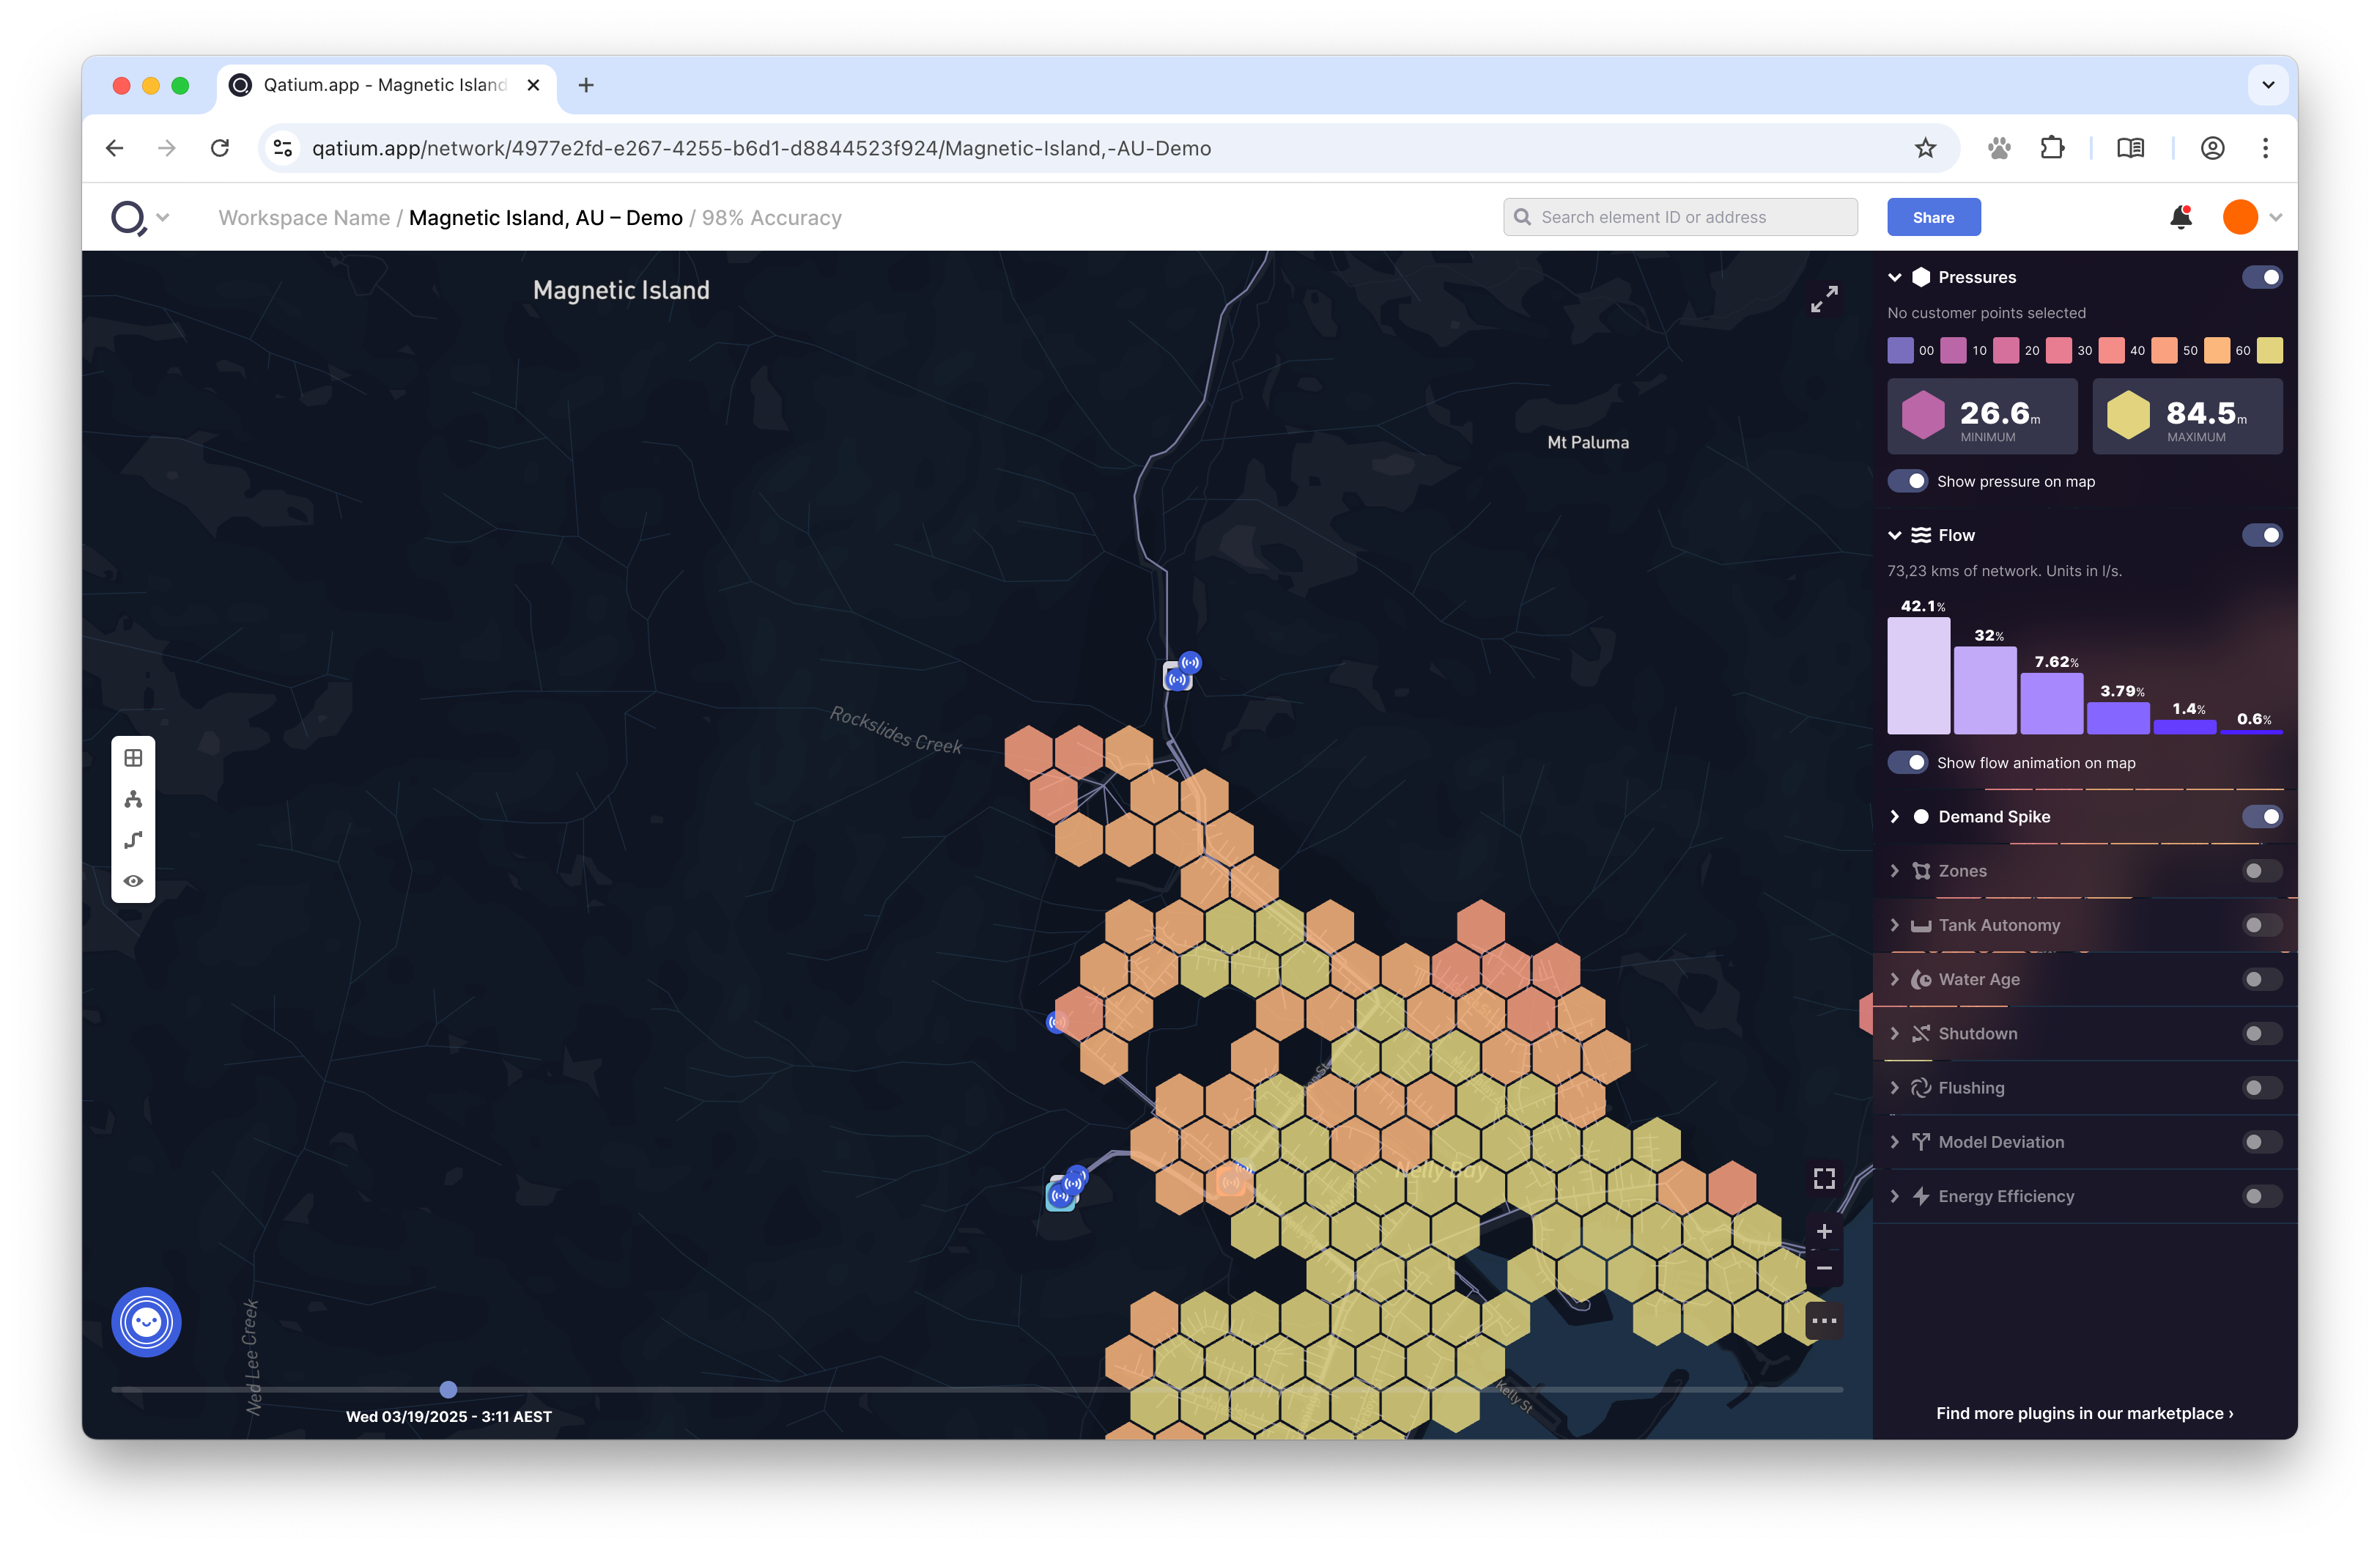 Qatium.app - Magnetic Island
qatium.app/network/4977e2fd-e267-4255-b6d1-d8844523f924/Magnetic-Island,-AU-Demo
Workspace Name / Magnetic Island, AU – Demo / 98% Accuracy
Search element ID or address
Share
Magnetic Island
Mt Paluma
Rockslides Creek
Nelly Bay
Ned Lee Creek
Kelly St
Wed 03/19/2025 - 3:11 AEST
Pressures
No customer points selected
00 10 20 30 40 50 60
26.6m
MINIMUM
84.5m
MAXIMUM
Show pressure on map
Flow
73,23 kms of network. Units in l/s.
42.1%
32%
7.62%
3.79%
1.4%
0.6%
Show flow animation on map
Demand Spike
Zones
Tank Autonomy
Water Age
Shutdown
Flushing
Model Deviation
Energy Efficiency
Find more plugins in our marketplace ›